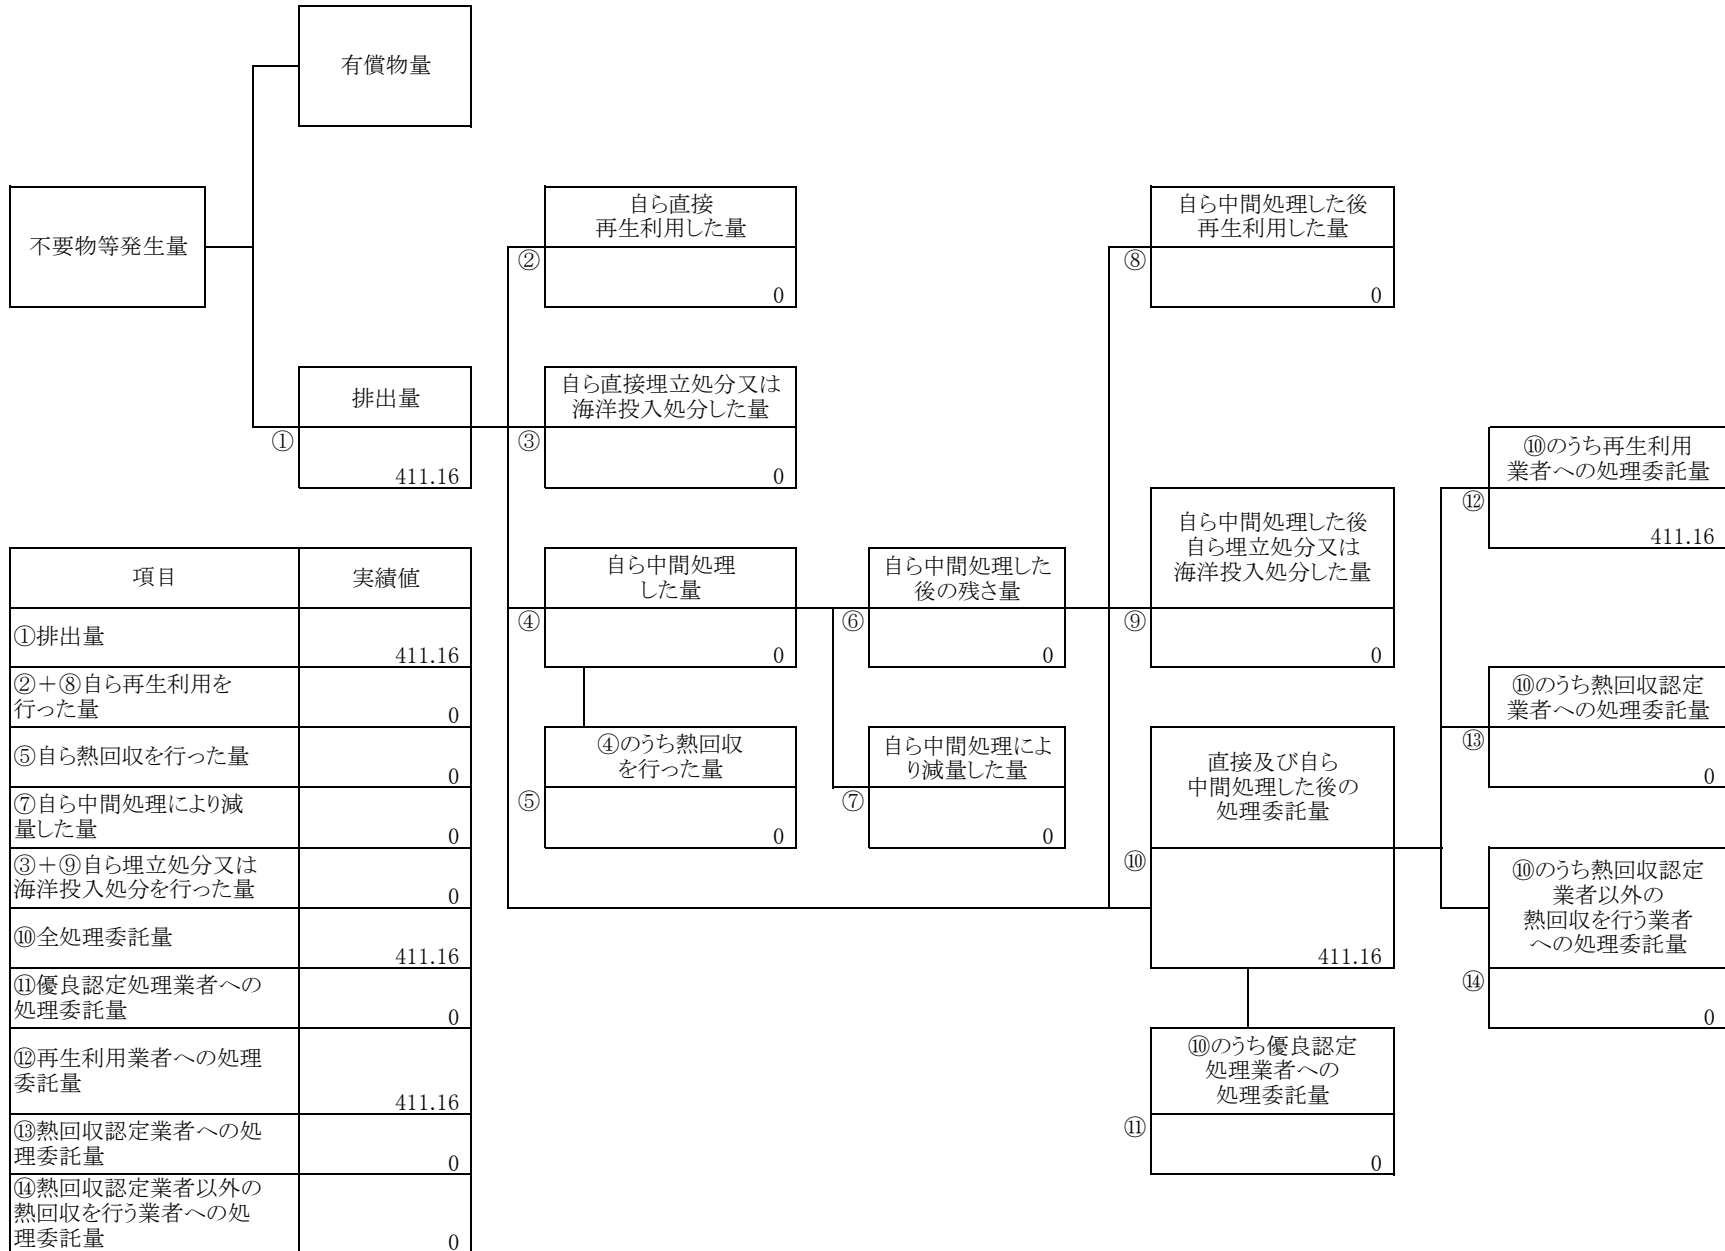 有償物量
不要物等発生量
排出量
①
411.16
自ら直接
再生利用した量
②
0
自ら直接埋立処分又は
海洋投入処分した量
③
0
自ら中間処理
した量
④
0
④のうち熱回収
を行った量
⑤
0
自ら中間処理した
後の残さ量
⑥
0
自ら中間処理によ
り減量した量
⑦
0
自ら中間処理した後
再生利用した量
⑧
0
自ら中間処理した後
自ら埋立処分又は
海洋投入処分した量
⑨
0
直接及び自ら
中間処理した後の
処理委託量
⑩
411.16
⑩のうち優良認定
処理業者への
処理委託量
⑪
0
⑩のうち再生利用
業者への処理委託量
⑫
411.16
⑩のうち熱回収認定
業者への処理委託量
⑬
0
⑩のうち熱回収認定
業者以外の
熱回収を行う業者
への処理委託量
⑭
0
項目 実績値
①排出量
411.16
②＋⑧自ら再生利用を
行った量
0
⑤自ら熱回収を行った量
0
⑦自ら中間処理により減
量した量
0
③＋⑨自ら埋立処分又は
海洋投入処分を行った量
0
⑩全処理委託量
411.16
⑪優良認定処理業者への
処理委託量
0
⑫再生利用業者への処理
委託量
411.16
⑬熱回収認定業者への処
理委託量
0
⑭熱回収認定業者以外の
熱回収を行う業者への処
理委託量
0